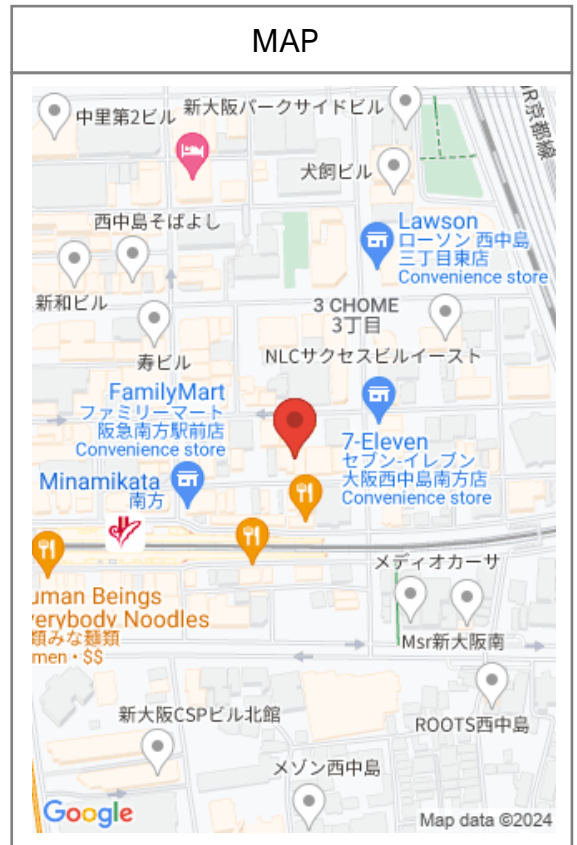 MAP
JR京都線
中里第2ビル
新大阪パークサイドビル
犬飼ビル
西中島そばよし
Lawson
ローソン 西中島
三丁目東店
Convenience store
新和ビル
3 CHOME
3丁目
寿ビル
NLCサクセスビルイースト
FamilyMart
ファミリーマート
阪急南方駅前店
Convenience store
7-Eleven
セブン-イレブン
大阪西中島南方店
Convenience store
Minamikata
南方
メディオカーサ
uman Beings
verybody Noodles
類みな麺類
men・$$
Msr新大阪南
新大阪CSPビル北館
ROOTS西中島
メゾン西中島
Google
Map data ©2024